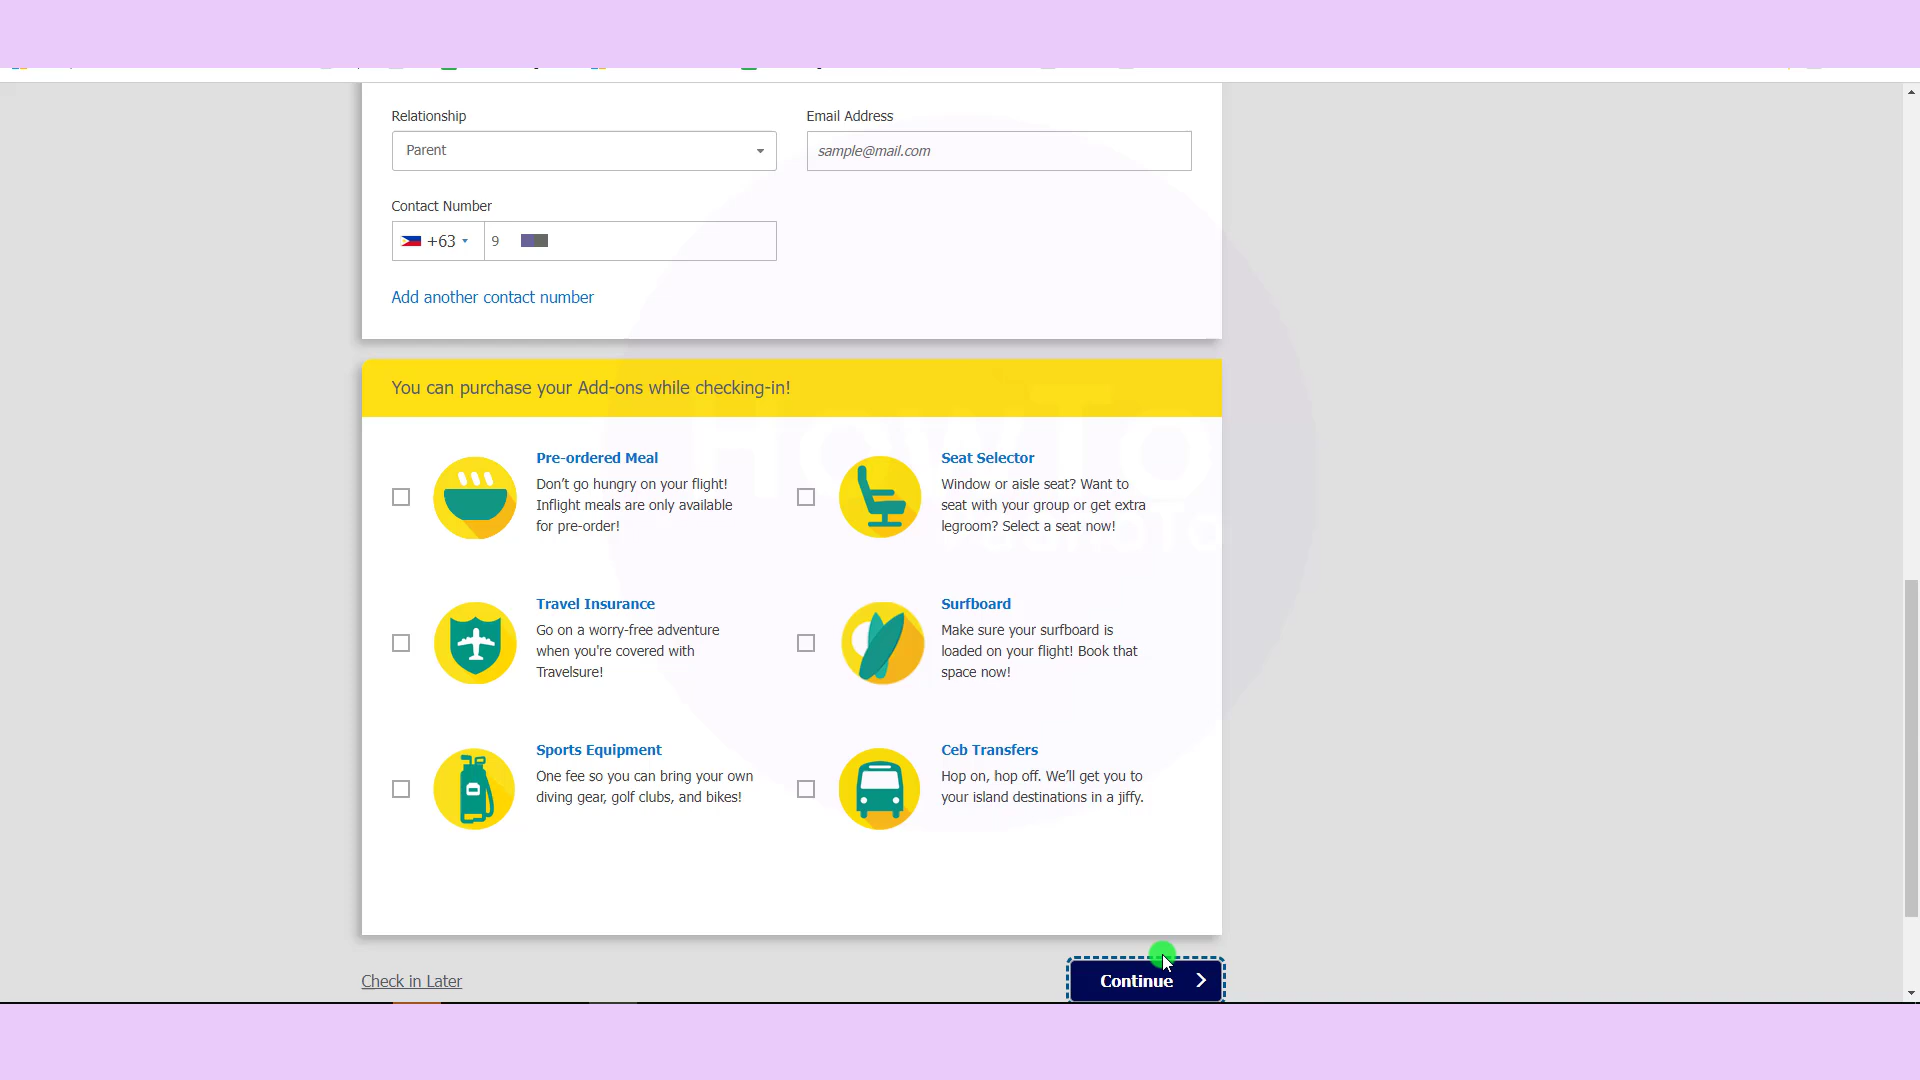 Relationship
Email Address
Parent
sample@mail.com
Contact Number
+63
9
Add another contact number
You can purchase your Add-ons while checking-in!
Pre-ordered Meal
Don't go hungry on your flight!
Inflight meals are only available
for pre-order!
Seat Selector
Window or aisle seat? Want to
seat with your group or get extra
legroom? Select a seat now!
Travel Insurance
Go on a worry-free adventure
when you're covered with
Travelsure!
Surfboard
Make sure your surfboard is
loaded on your flight! Book that
space now!
Sports Equipment
One fee so you can bring your own
diving gear, golf clubs, and bikes!
Ceb Transfers
Hop on, hop off. We'll get you to
your island destinations in a jiffy.
Check in Later
Continue
HowTo